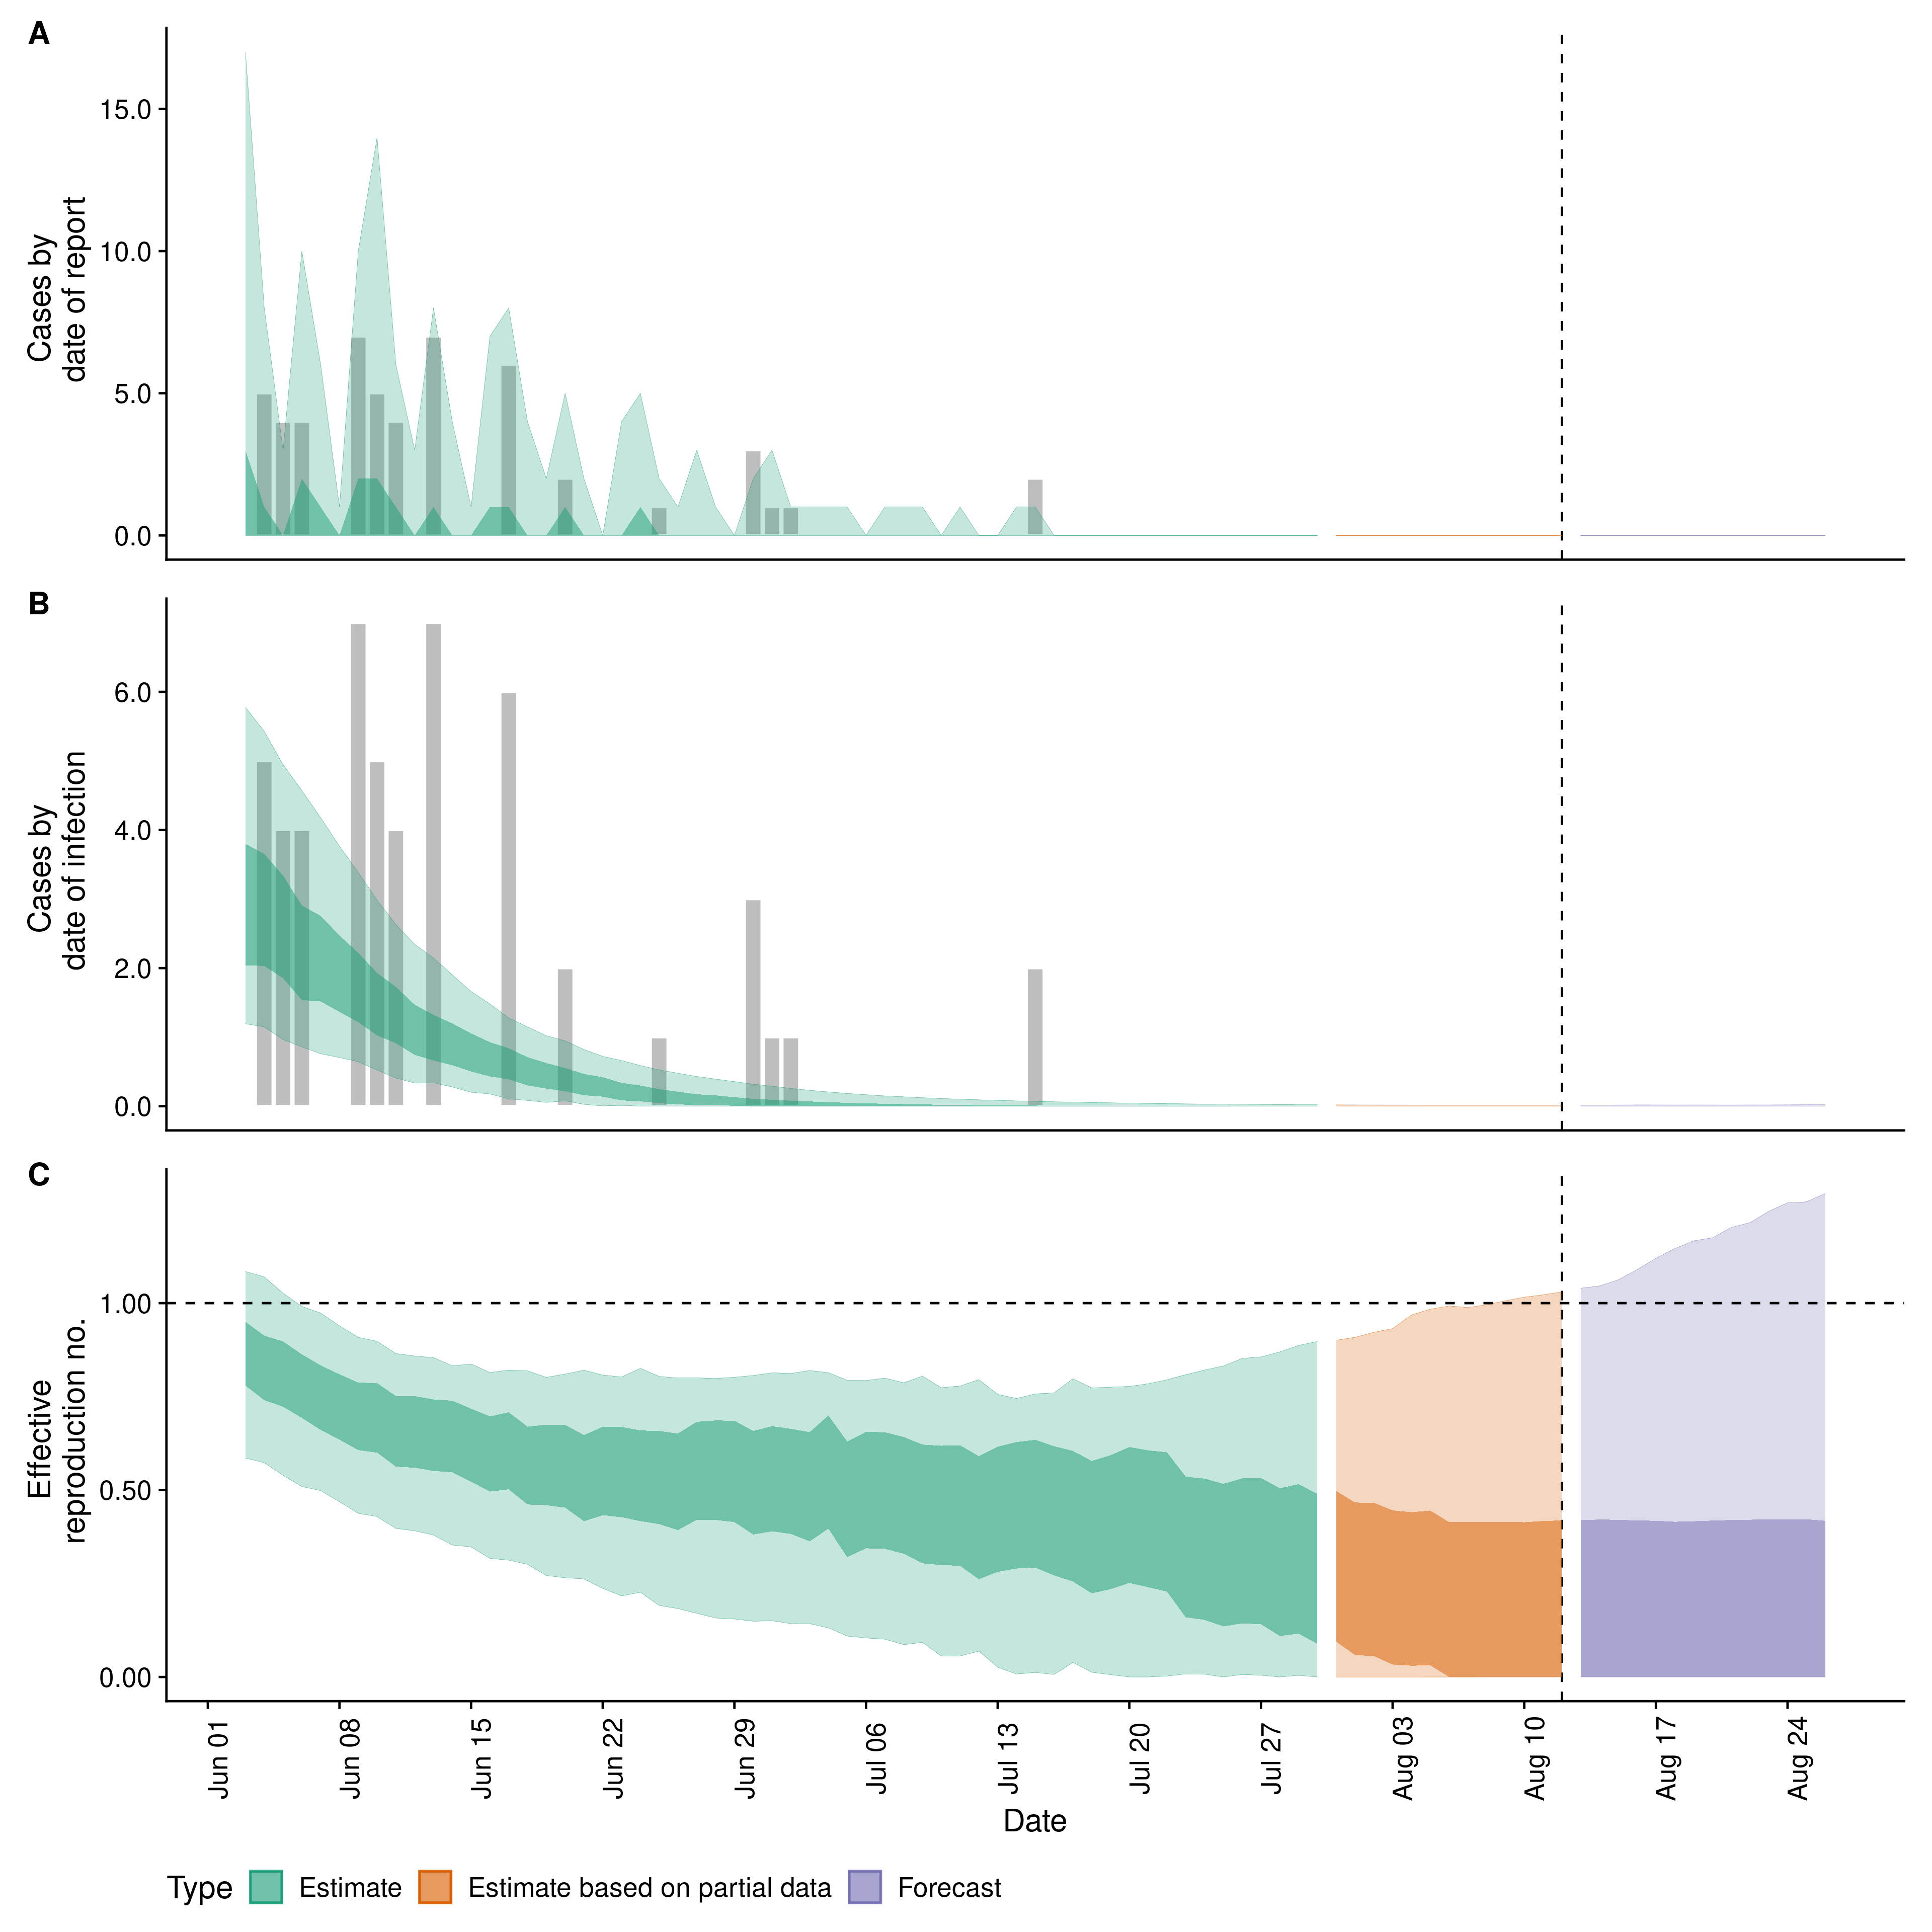 A
Cases by
date of report
15.0
10.0
5.0
0.0
B
Cases by
date of infection
6.0
4.0
2.0
0.0
C
Effective
reproduction no.
1.00
0.50
0.00
Jun 01
Jun 08
Jun 15
Jun 22
Jun 29
Jul 06
Jul 13
Jul 20
Jul 27
Aug 03
Aug 10
Aug 17
Aug 24
Date
Type Estimate Estimate based on partial data Forecast